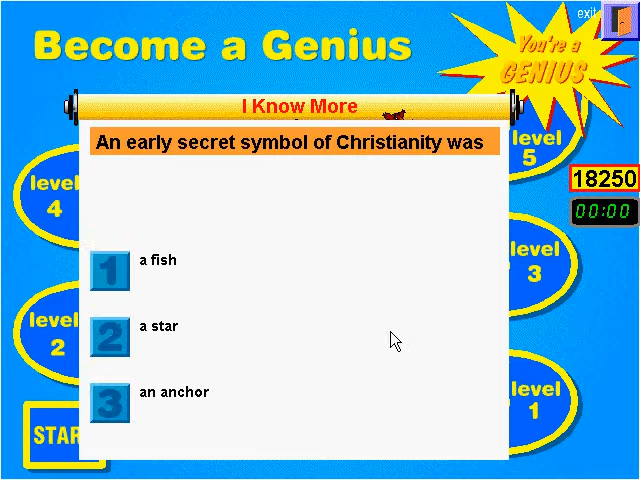 exit
Become a Genius
You're a
GENIUS
I Know More
An early secret symbol of Christianity was
level
5
level
4
18250
00:00
1 a fish
level
3
2 a star
level
2
3 an anchor
level
1
STAR